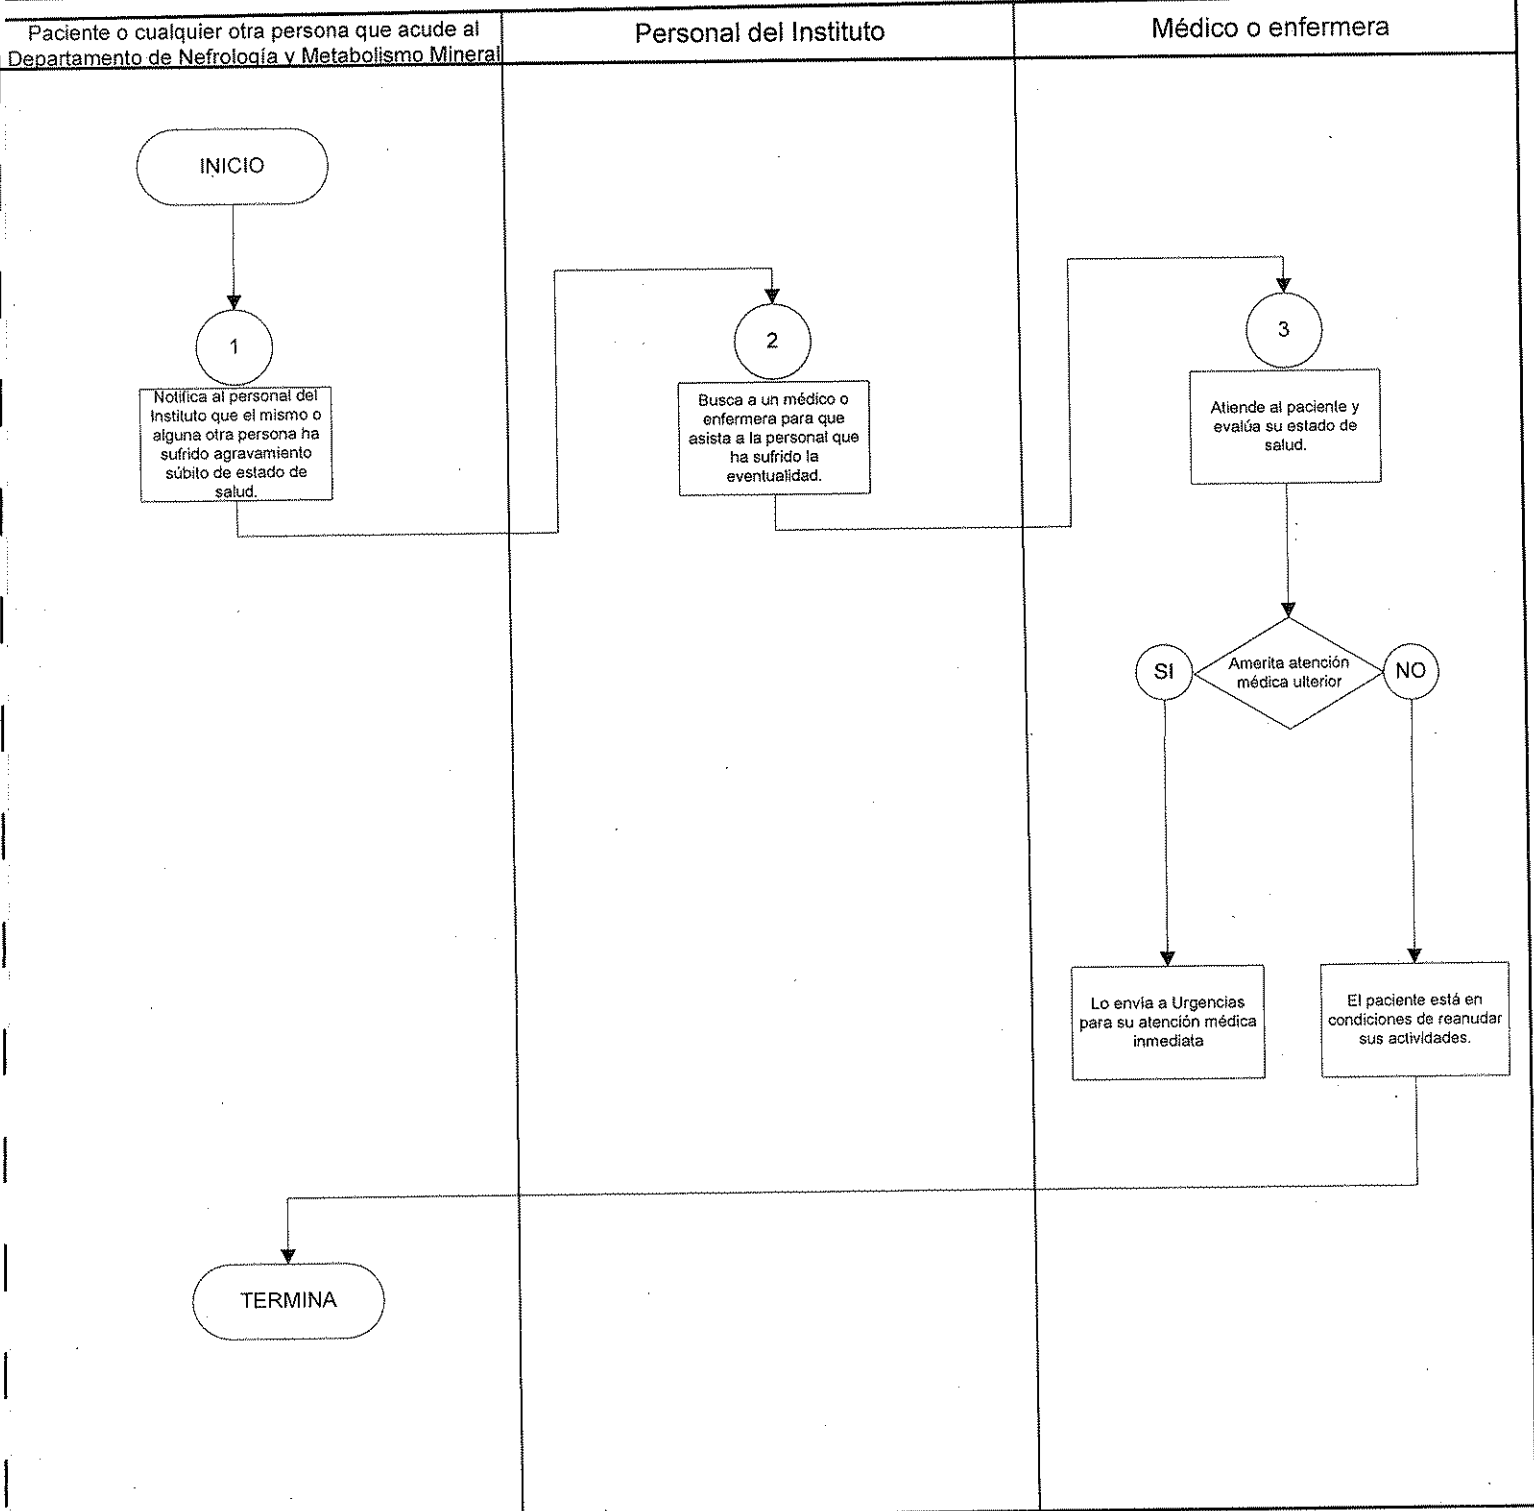 Paciente o cualquier otra persona que acude al
Departamento de Nefrología y Metabolismo Mineral
Personal del Instituto
Médico o enfermera
INICIO
1
Notifica al personal del
Instituto que el mismo o
alguna otra persona ha
sufrido agravamiento
súbito de estado de
salud.
2
Busca a un médico o
enfermera para que
asista a la personal que
ha sufrido la
eventualidad.
3
Atiende al paciente y
evalúa su estado de
salud.
SI
Amerita atención
médica ulterior
NO
Lo envía a Urgencias
para su atención médica
inmediata
El paciente está en
condiciones de reanudar
sus actividades.
TERMINA